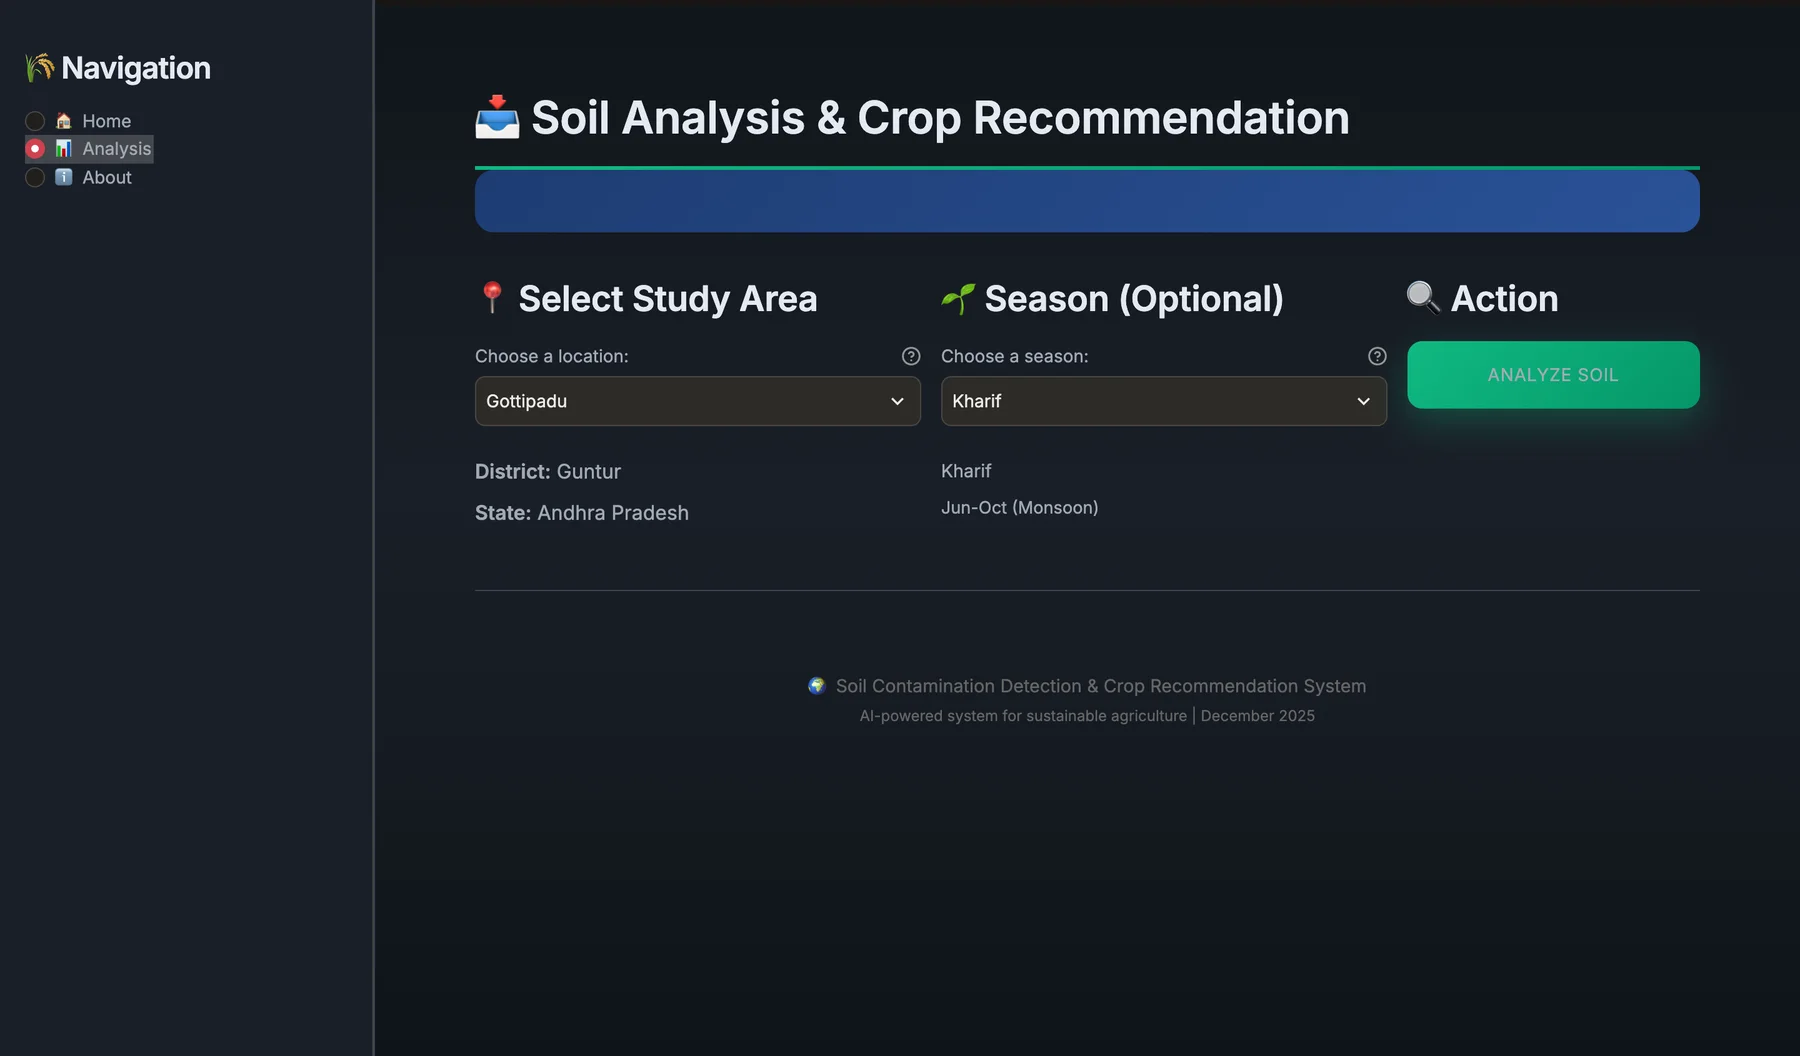 Navigation
Home
Analysis
About
Soil Analysis & Crop Recommendation
Select Study Area
Choose a location:
Gottipadu
District: Guntur
State: Andhra Pradesh
Season (Optional)
Choose a season:
Kharif
Kharif
Jun-Oct (Monsoon)
Action
ANALYZE SOIL
Soil Contamination Detection & Crop Recommendation System
AI-powered system for sustainable agriculture | December 2025